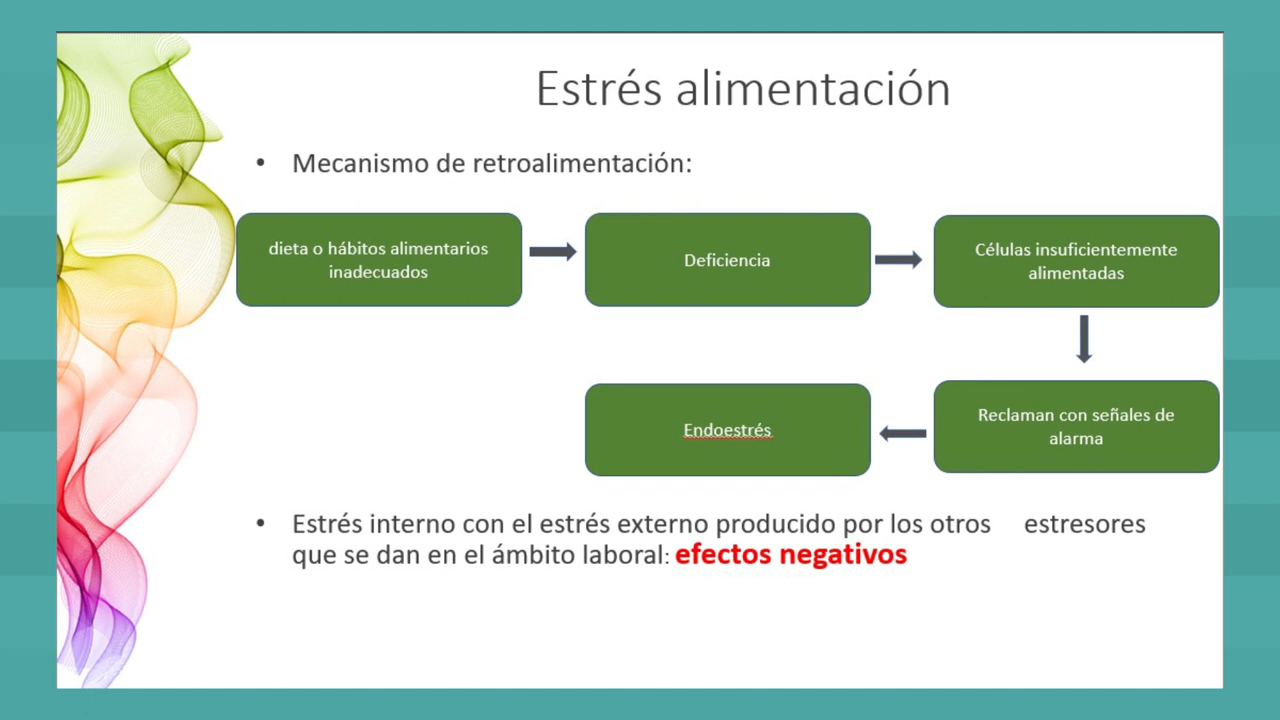 Estrés alimentación
• Mecanismo de retroalimentación:
dieta o hábitos alimentarios
inadecuados
Deficiencia
Células insuficientemente
alimentadas
Reclaman con señales de
alarma
Endoestrés
• Estrés interno con el estrés externo producido por los otros estresores
que se dan en el ámbito laboral: efectos negativos